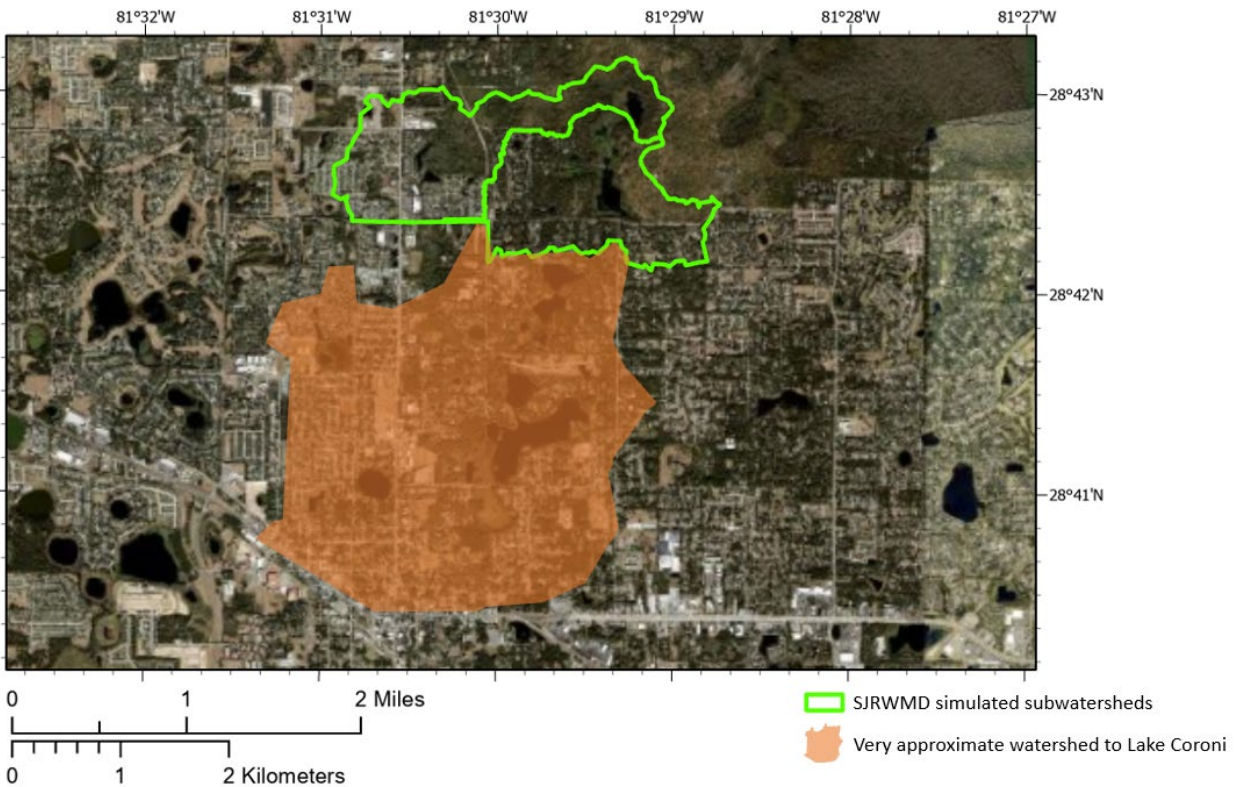 81°32'W 81°31'W 81°30'W 81°29'W 81°28'W 81°27'W
28°43'N
28°42'N
28°41'N
0 1 2 Miles
0 1 2 Kilometers
SJRWMD simulated subwatersheds
Very approximate watershed to Lake Coroni